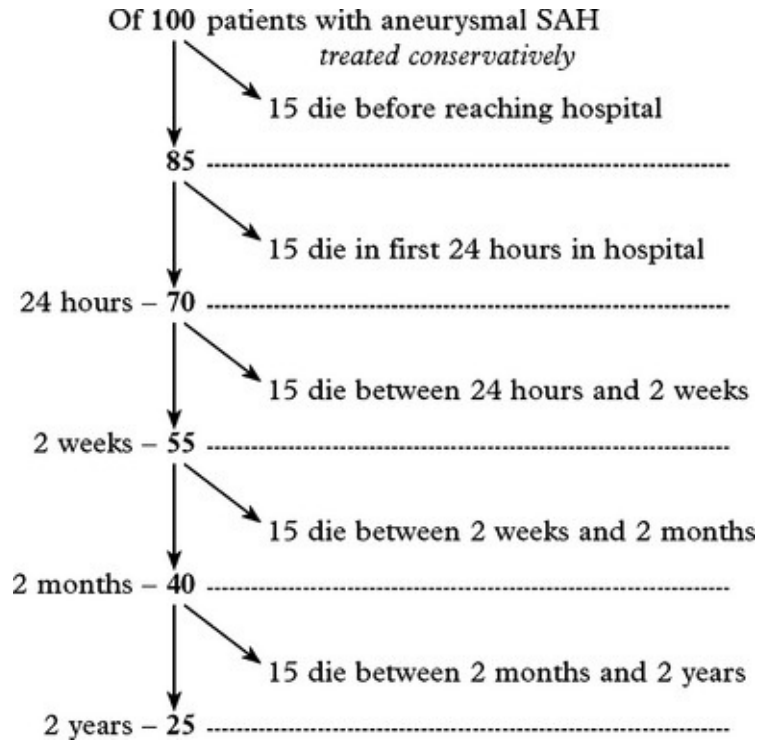 Of 100 patients with aneurysmal SAH
treated conservatively
15 die before reaching hospital
85
15 die in first 24 hours in hospital
24 hours – 70
15 die between 24 hours and 2 weeks
2 weeks – 55
15 die between 2 weeks and 2 months
2 months – 40
15 die between 2 months and 2 years
2 years – 25